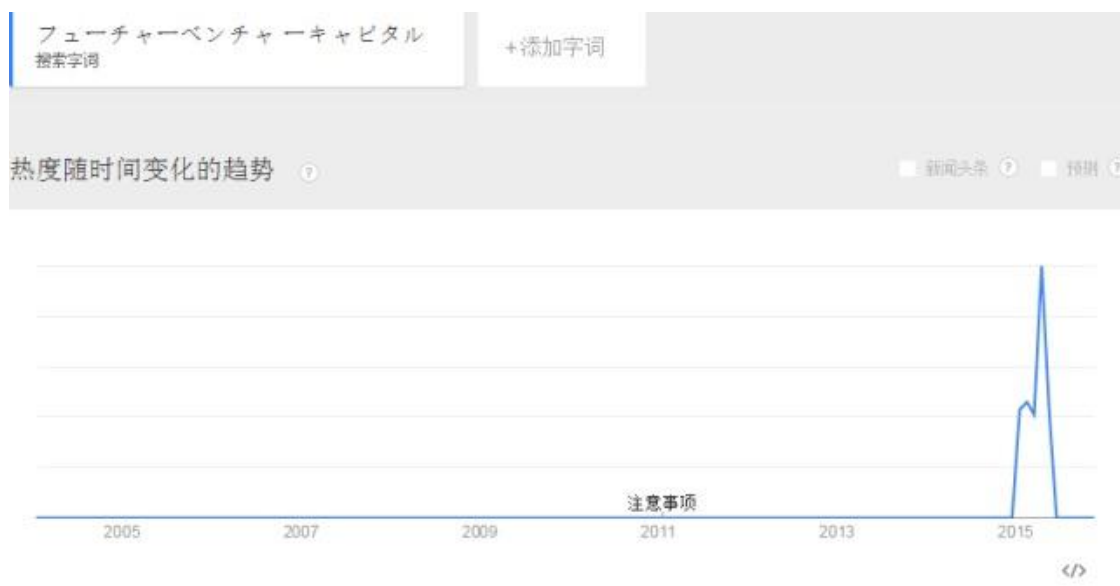 フューチャーベンチャーキャピタル
搜索字词
+添加字词
热度随时间变化的趋势 ?
新闻头条 ?
预测 ?
注意事项
2005 2007 2009 2011 2013 2015
</>